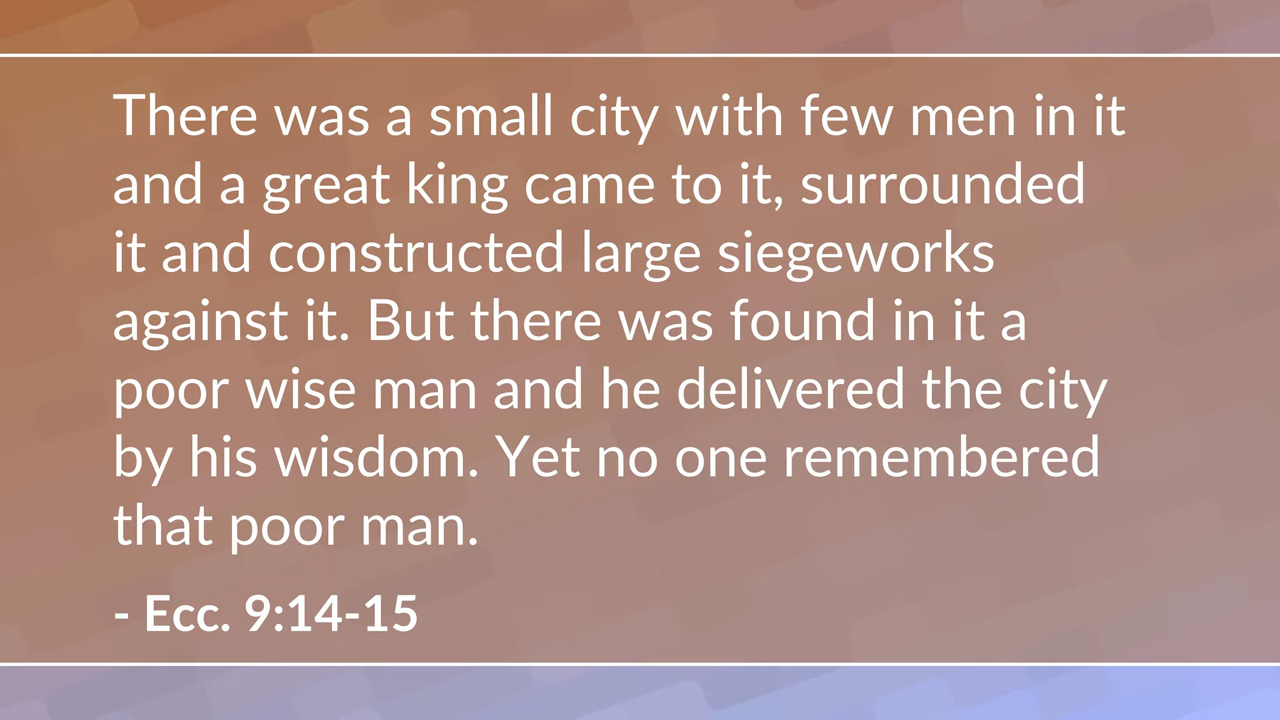 There was a small city with few men in it
and a great king came to it, surrounded
it and constructed large siegeworks
against it. But there was found in it a
poor wise man and he delivered the city
by his wisdom. Yet no one remembered
that poor man.
- Ecc. 9:14-15